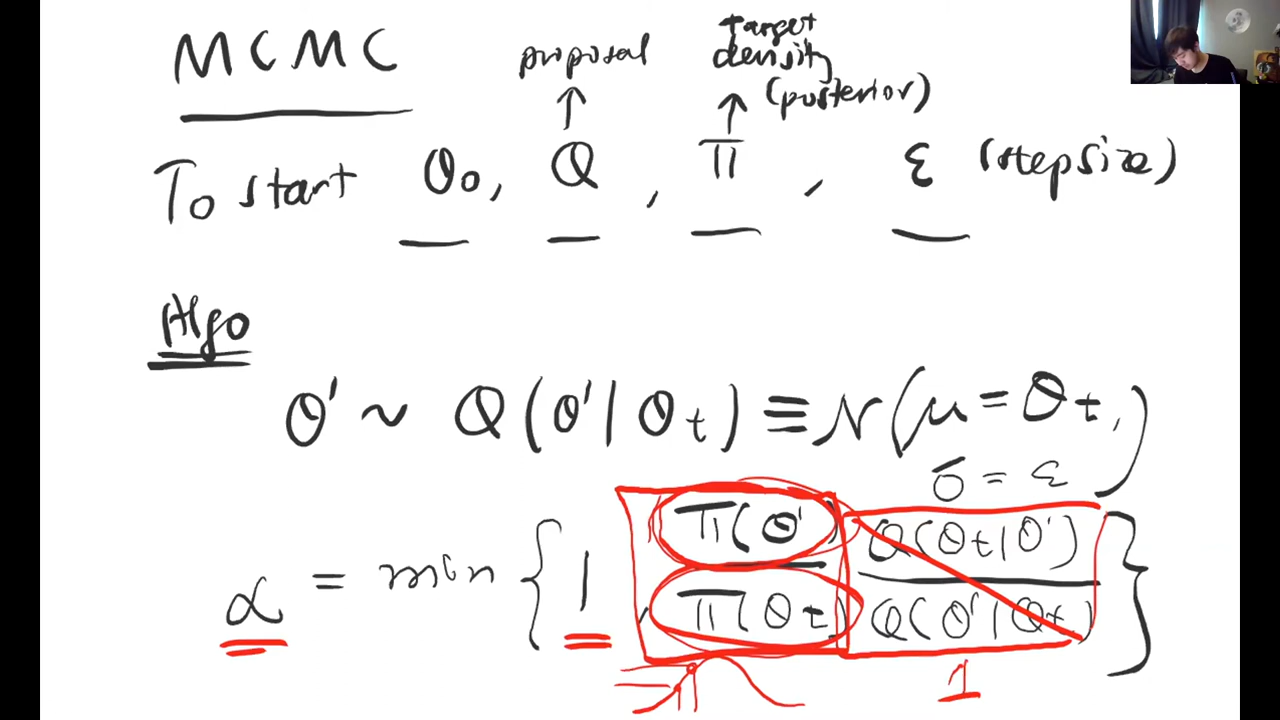 MCMC
proposal
target
density
(posterior)
To start θ₀, Q, Π, ε (stepsize)
Algo
θ' ~ Q(θ'|θt) ≡ N(μ=θt,
σ = ε)
α = min {1, Π(θ')/Π(θt) Q(θt|θ')/Q(θ'|θt)}
1